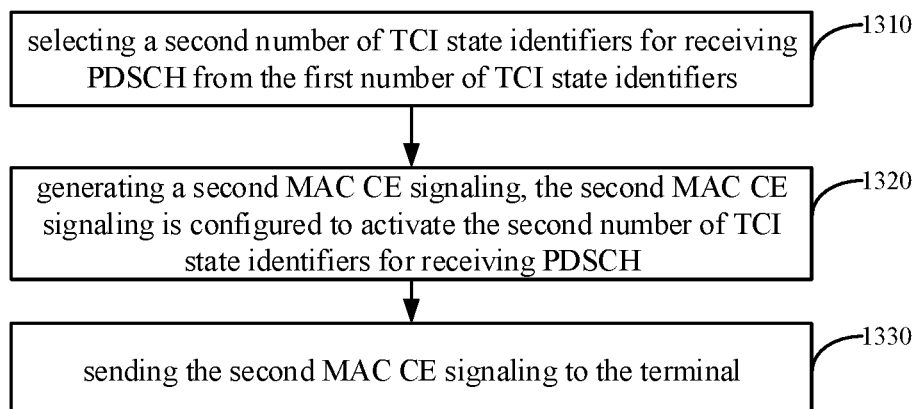 selecting a second number of TCI state identifiers for receiving
PDSCH from the first number of TCI state identifiers
1310
generating a second MAC CE signaling, the second MAC CE
signaling is configured to activate the second number of TCI
state identifiers for receiving PDSCH
1320
sending the second MAC CE signaling to the terminal
1330